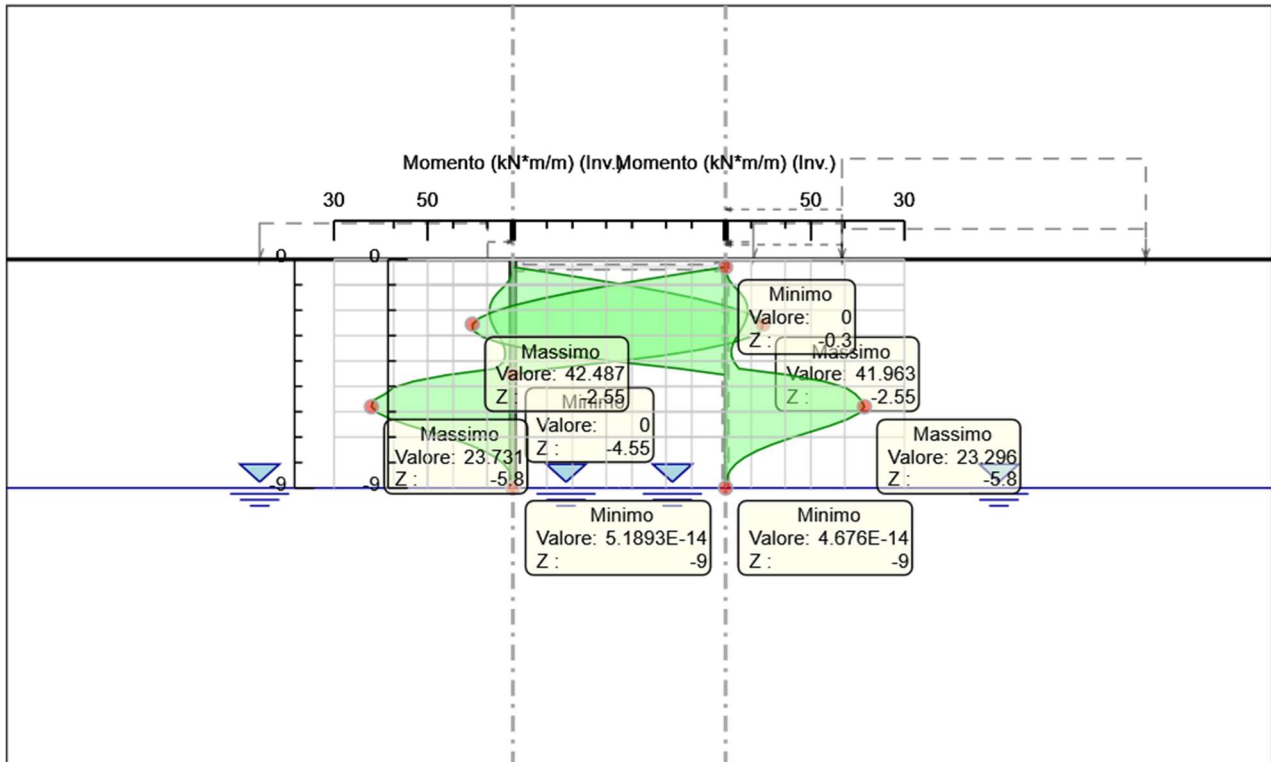 Momento (kN*m/m) (Inv.)
Momento (kN*m/m) (Inv.)
30
50
50
30
0
0
Minimo
Valore: 0
Z : -0.3
Massimo
Valore: 42.487
Z : -2.55
Massimo
Valore: 41.963
Z : -2.55
Minimo
Valore: 0
Z : -4.55
Massimo
Valore: 23.731
Z : -5.8
Massimo
Valore: 23.296
Z : -5.8
-9
-9
Minimo
Valore: 5.1893E-14
Z : -9
Minimo
Valore: 4.676E-14
Z : -9